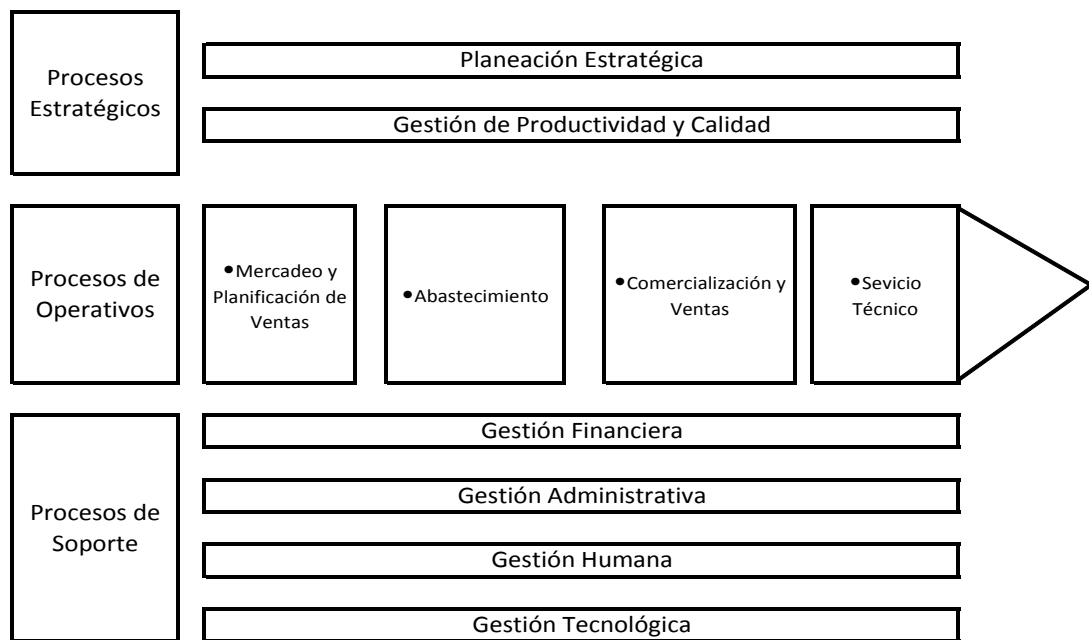 Procesos
Estratégicos
Planeación Estratégica
Gestión de Productividad y Calidad
Procesos de
Operativos
•Mercadeo y
Planificación de
Ventas
•Abastecimiento
•Comercialización y
Ventas
•Sevicio
Técnico
Procesos de
Soporte
Gestión Financiera
Gestión Administrativa
Gestión Humana
Gestión Tecnológica